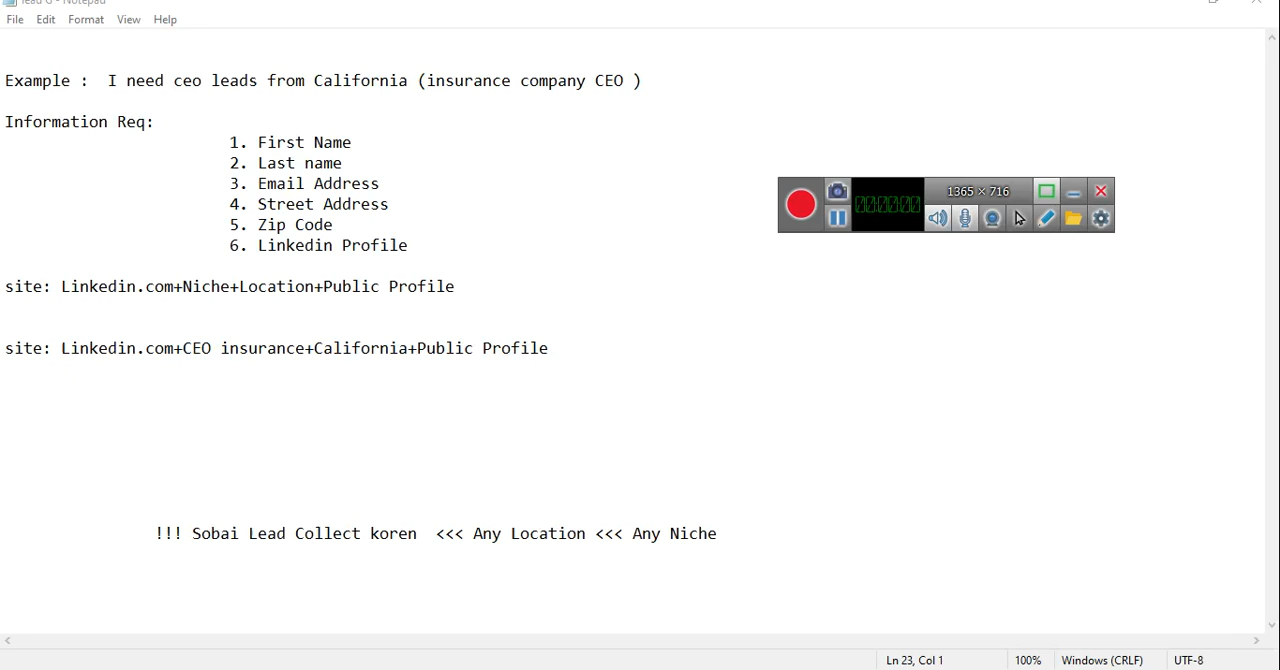 lead G - Notepad
File Edit Format View Help
Example :  I need ceo leads from California (insurance company CEO )
Information Req:
1. First Name
2. Last name
3. Email Address
4. Street Address
5. Zip Code
6. Linkedin Profile
000000 1365 × 716
site: Linkedin.com+Niche+Location+Public Profile
site: Linkedin.com+CEO insurance+California+Public Profile
!!! Sobai Lead Collect koren  <<< Any Location <<< Any Niche
Ln 23, Col 1 100% Windows (CRLF) UTF-8